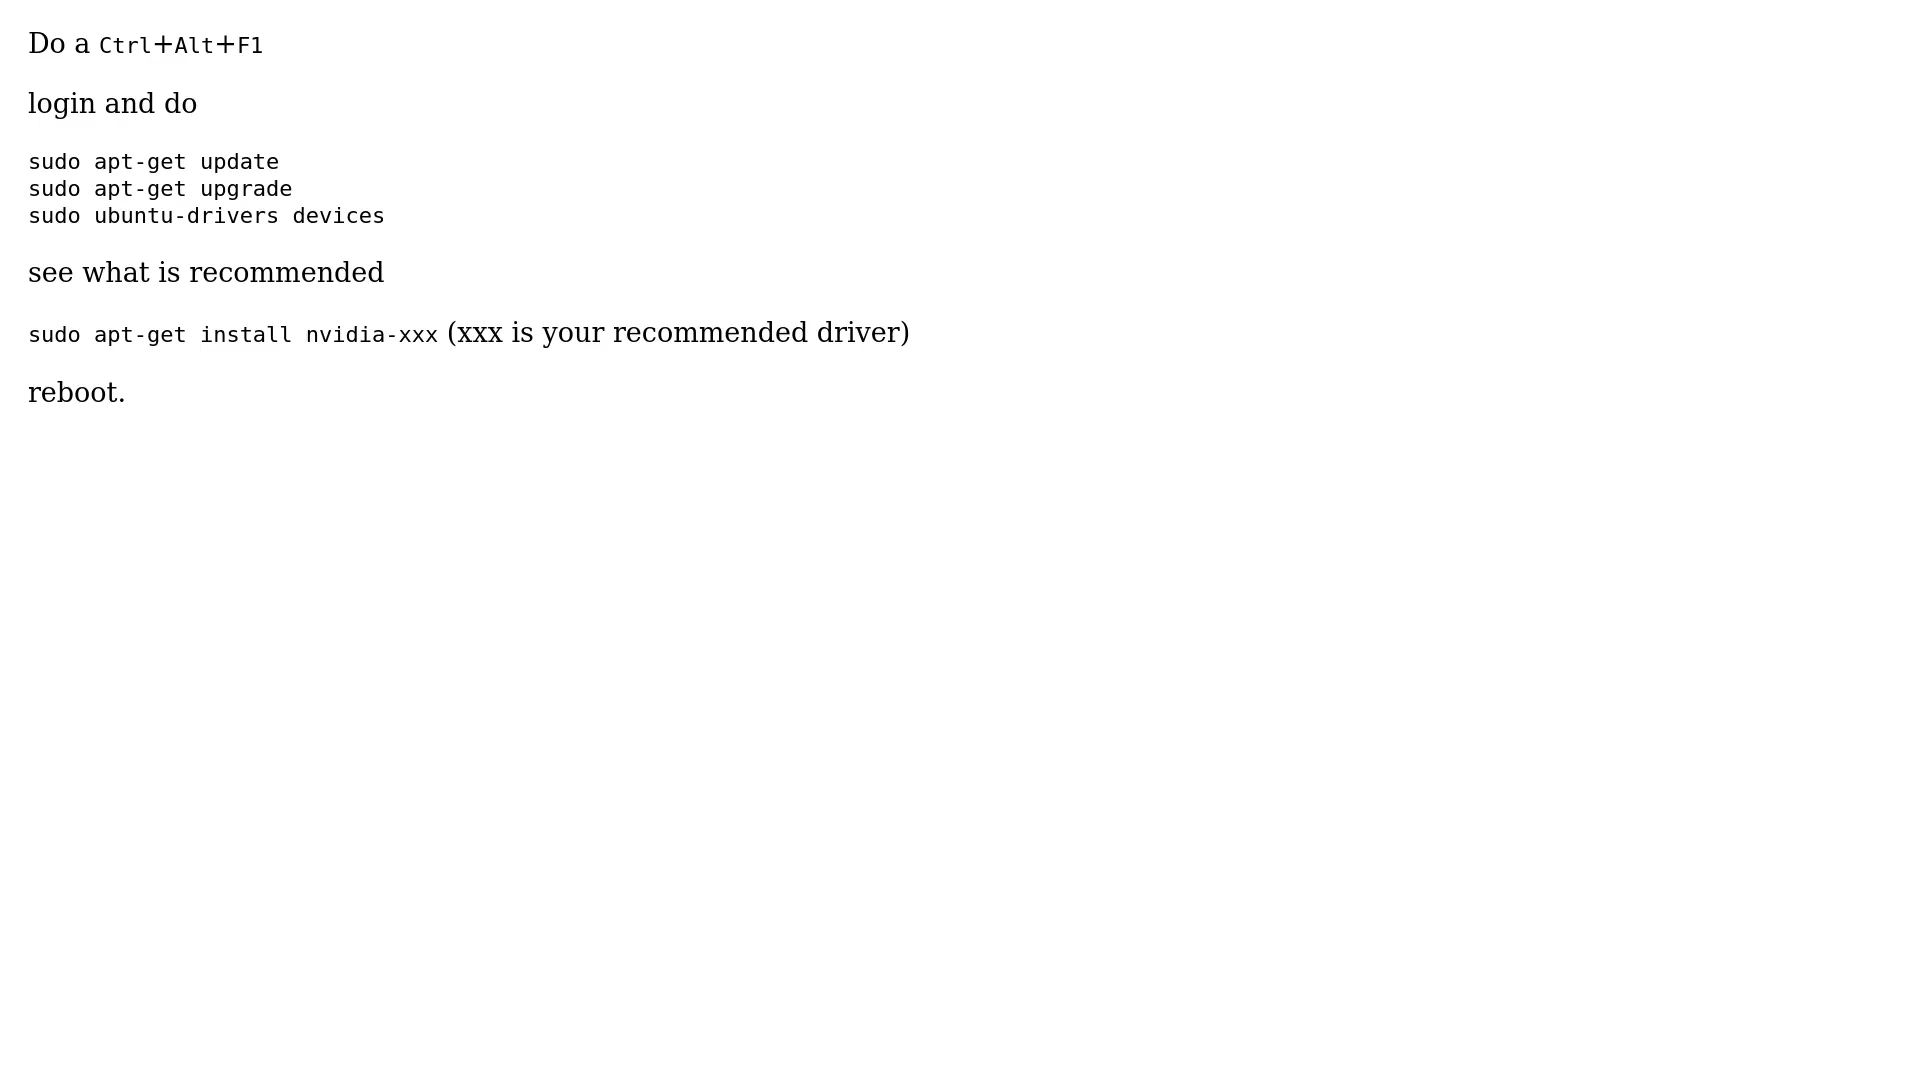 Do a Ctrl+Alt+F1
login and do
sudo apt-get update
sudo apt-get upgrade
sudo ubuntu-drivers devices
see what is recommended
sudo apt-get install nvidia-xxx (xxx is your recommended driver)
reboot.